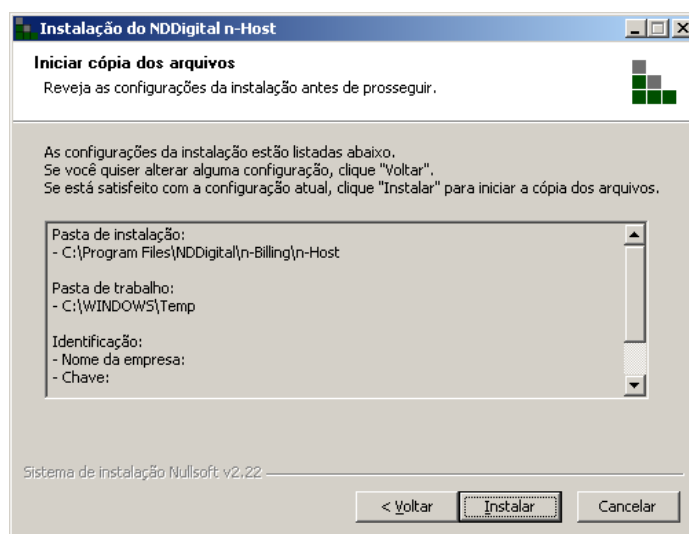 Instalação do NDDigital n-Host
Iniciar cópia dos arquivos
Reveja as configurações da instalação antes de prosseguir.
As configurações da instalação estão listadas abaixo.
Se você quiser alterar alguma configuração, clique "Voltar".
Se está satisfeito com a configuração atual, clique "Instalar" para iniciar a cópia dos arquivos.
Pasta de instalação:
- C:\Program Files\NDDigital\n-Billing\n-Host
Pasta de trabalho:
- C:\WINDOWS\Temp
Identificação:
- Nome da empresa:
- Chave:
Sistema de instalação Nullsoft v2.22
< Voltar Instalar Cancelar